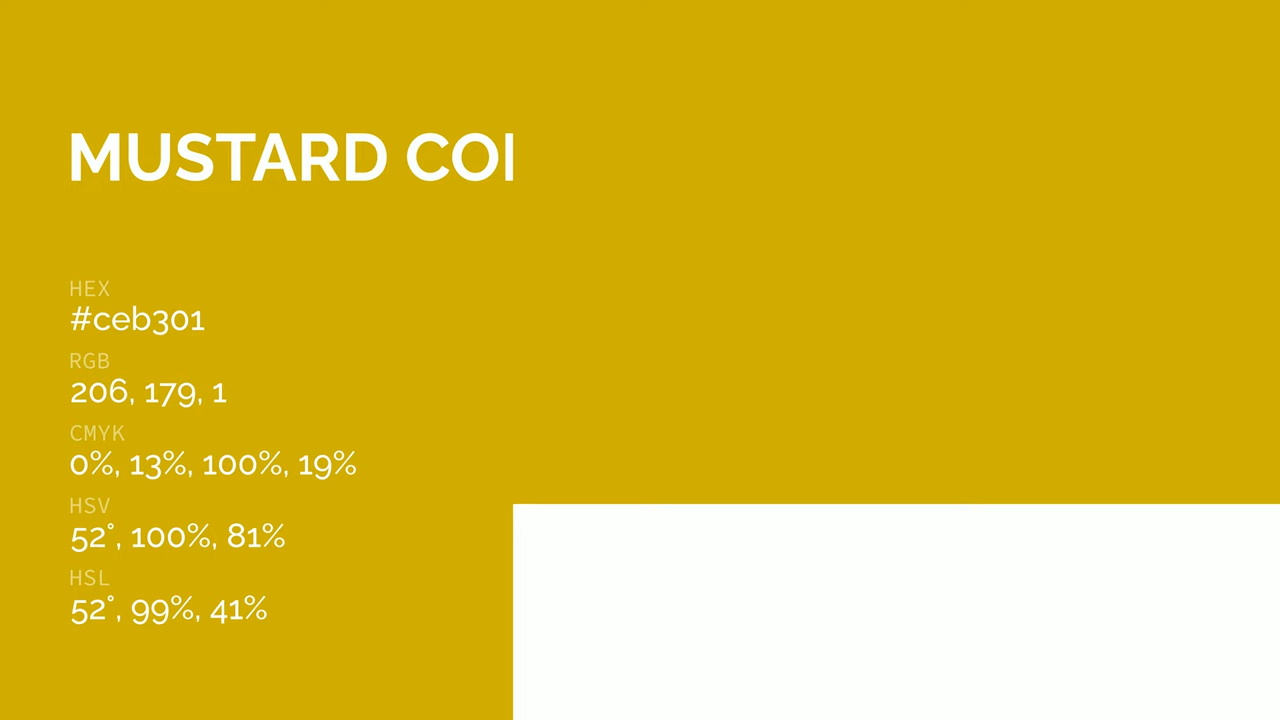 MUSTARD
HEX
#ceb301
RGB
206, 179, 1
CMYK
0%, 13%, 100%, 19%
HSV
52°, 100%, 81%
HSL
52°, 99%, 41%